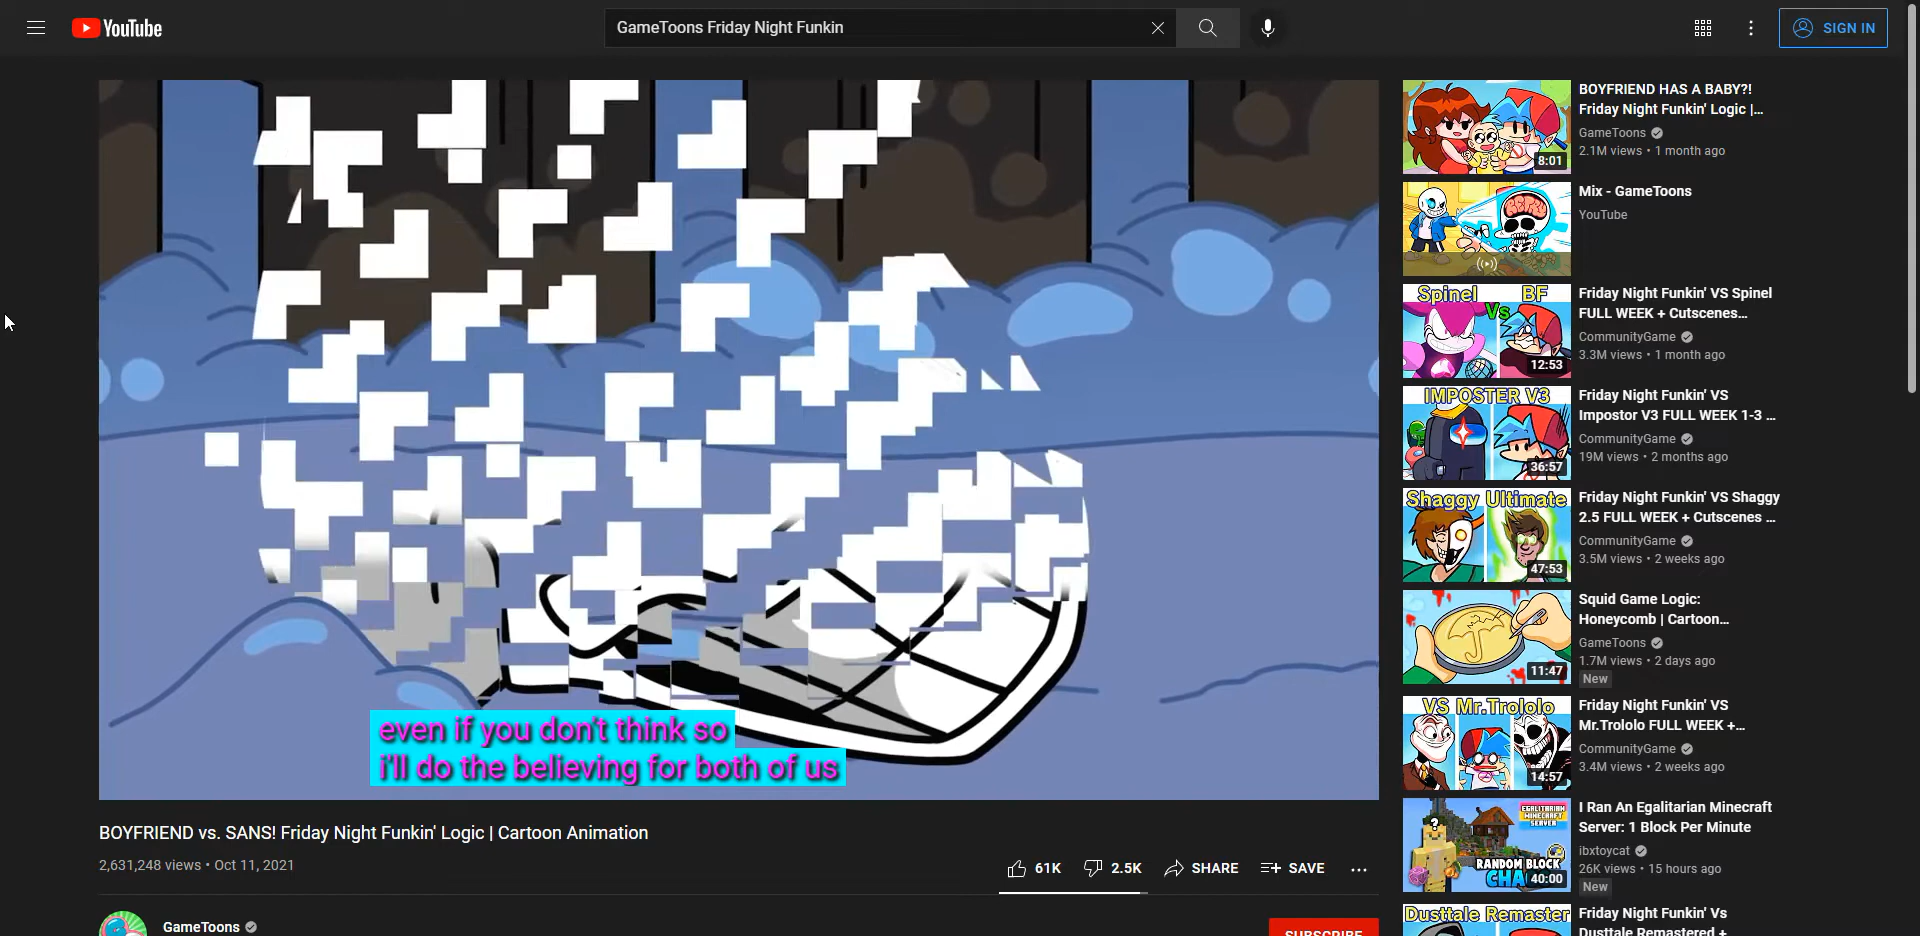 YouTube
GameToons Friday Night Funkin
SIGN IN
even if you don't think so
i'll do the believing for both of us
BOYFRIEND vs. SANS! Friday Night Funkin' Logic | Cartoon Animation
2,631,248 views • Oct 11, 2021
61K
2.5K
SHARE
SAVE
GameToons
SUBSCRIBE
8:01
BOYFRIEND HAS A BABY?!
Friday Night Funkin' Logic |...
GameToons
2.1M views • 1 month ago
Mix - GameToons
YouTube
Spinel Vs BF
12:53
Friday Night Funkin' VS Spinel
FULL WEEK + Cutscenes...
CommunityGame
3.3M views • 1 month ago
IMPOSTER V3
36:57
Friday Night Funkin' VS
Impostor V3 FULL WEEK 1-3 ...
CommunityGame
19M views • 2 months ago
Shaggy Ultimate
47:53
Friday Night Funkin' VS Shaggy
2.5 FULL WEEK + Cutscenes ...
CommunityGame
3.5M views • 2 weeks ago
11:47
Squid Game Logic:
Honeycomb | Cartoon...
GameToons
1.7M views • 2 days ago
New
VS Mr.Trololo
14:57
Friday Night Funkin' VS
Mr.Trololo FULL WEEK +...
CommunityGame
3.4M views • 2 weeks ago
EGALITARIAN
MINECRAFT
SERVER
?
RANDOM BLOCK
CHA
40:00
I Ran An Egalitarian Minecraft
Server: 1 Block Per Minute
ibxtoycat
26K views • 15 hours ago
New
Dusttale Remaster
Friday Night Funkin' Vs
Dusttale Remastered +